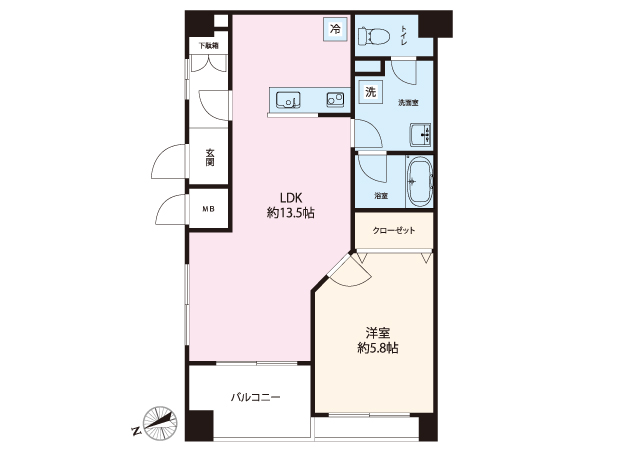 冷
トイレ
下駄箱
洗
洗面室
玄関
浴室
MB
LDK
約13.5帖
クローゼット
洋室
約5.8帖
バルコニー
N